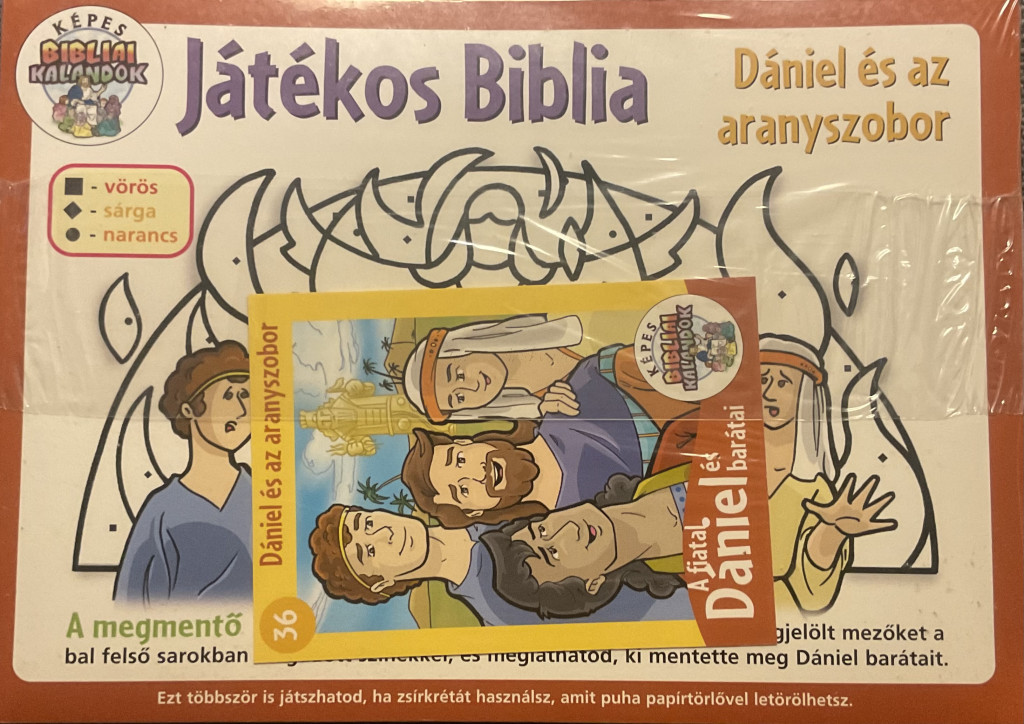 KÉPES
BIBLIAI
KALANDOK
Játékos Biblia
Dániel és az
aranyszobor
- vörös
- sárga
- narancs
Dániel és az aranyszobor
36
KÉPES
BIBLIAI
KALANDOK
A fiatal
Dániel és
barátai
A megmentő
mezőket a
bal felső sarokban színekkel, és megláthatod, ki mentette meg Dániel barátait.
Ezt többször is játszhatod, ha zsírkrétát használsz, amit puha papírtörlővel letörölhetsz.